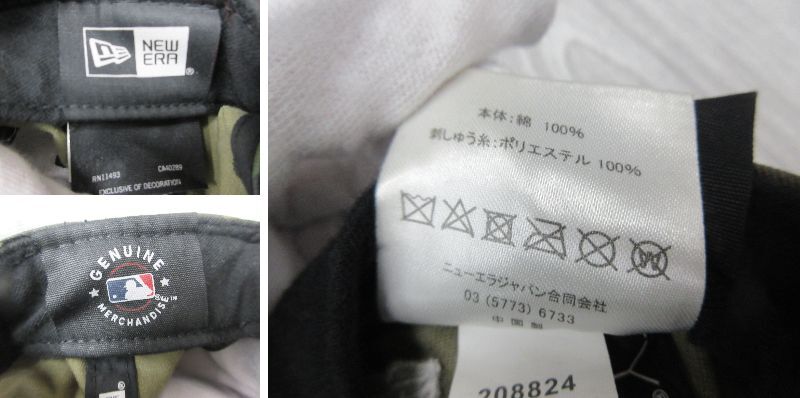 NEW
ERA
RN11493 CA40289
EXCLUSIVE OF DECORATION
GENUINE
MERCHANDISE
本体:綿 100%
刺しゅう糸:ポリエステル 100%
ニューエラジャパン合同会社
03 (5773) 6733
中国製
208824